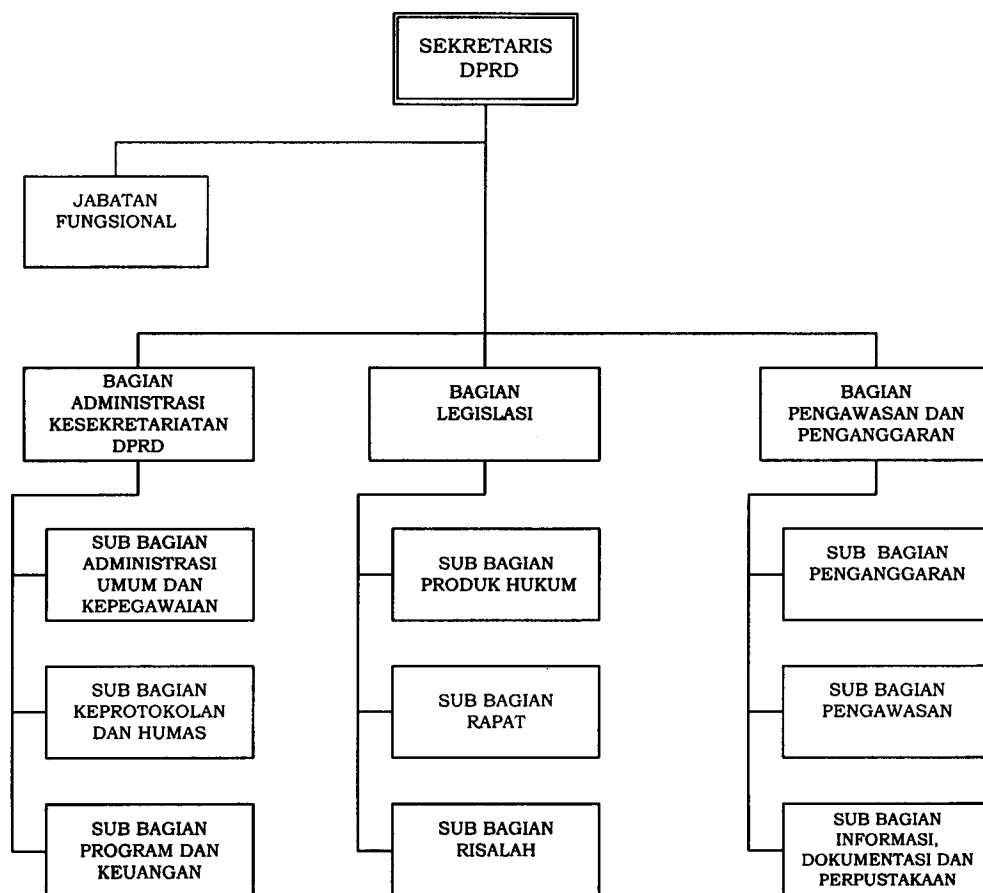 SEKRETARIS
DPRD
JABATAN
FUNGSIONAL
BAGIAN
ADMINISTRASI
KESEKRETARIATAN
DPRD
BAGIAN
LEGISLASI
BAGIAN
PENGAWASAN DAN
PENGANGGARAN
SUB BAGIAN
ADMINISTRASI
UMUM DAN
KEPEGAWAIAN
SUB BAGIAN
PRODUK HUKUM
SUB BAGIAN
PENGANGGARAN
SUB BAGIAN
KEPROTOKOLAN
DAN HUMAS
SUB BAGIAN
RAPAT
SUB BAGIAN
PENGAWASAN
SUB BAGIAN
PROGRAM DAN
KEUANGAN
SUB BAGIAN
RISALAH
SUB BAGIAN
INFORMASI,
DOKUMENTASI DAN
PERPUSTAKAAN